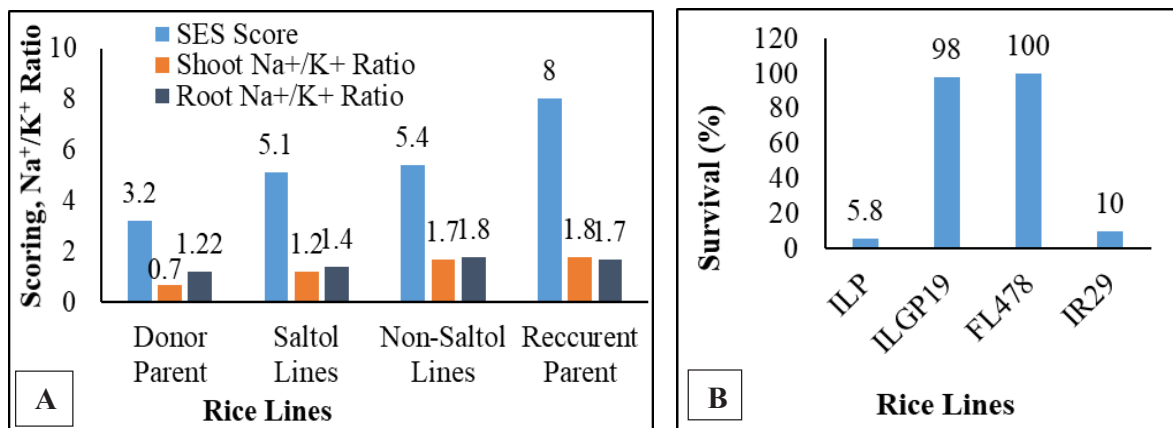 Scoring, Na⁺/K⁺ Ratio
10
8
6
4
2
0
SES Score
Shoot Na+/K+ Ratio
Root Na+/K+ Ratio
3.2
0.7
1.22
5.1
1.2
1.4
5.4
1.7
1.8
8
1.8
1.7
Donor Parent
Saltol Lines
Non-Saltol Lines
Reccurent Parent
Rice Lines
A
Survival (%)
120
100
80
60
40
20
0
5.8
98
100
10
ILP
ILGP19
FL478
IR29
Rice Lines
B